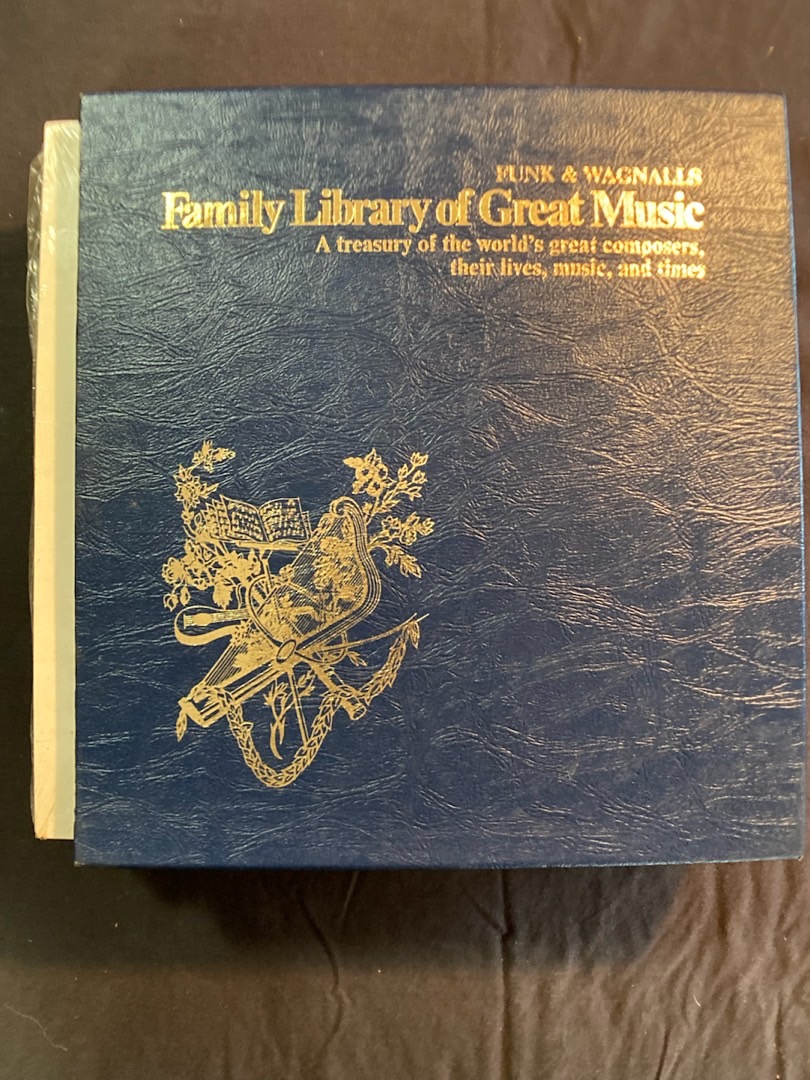 FUNK & WAGNALLS
Family Library of Great Music
A treasury of the world's great composers,
their lives, music, and times